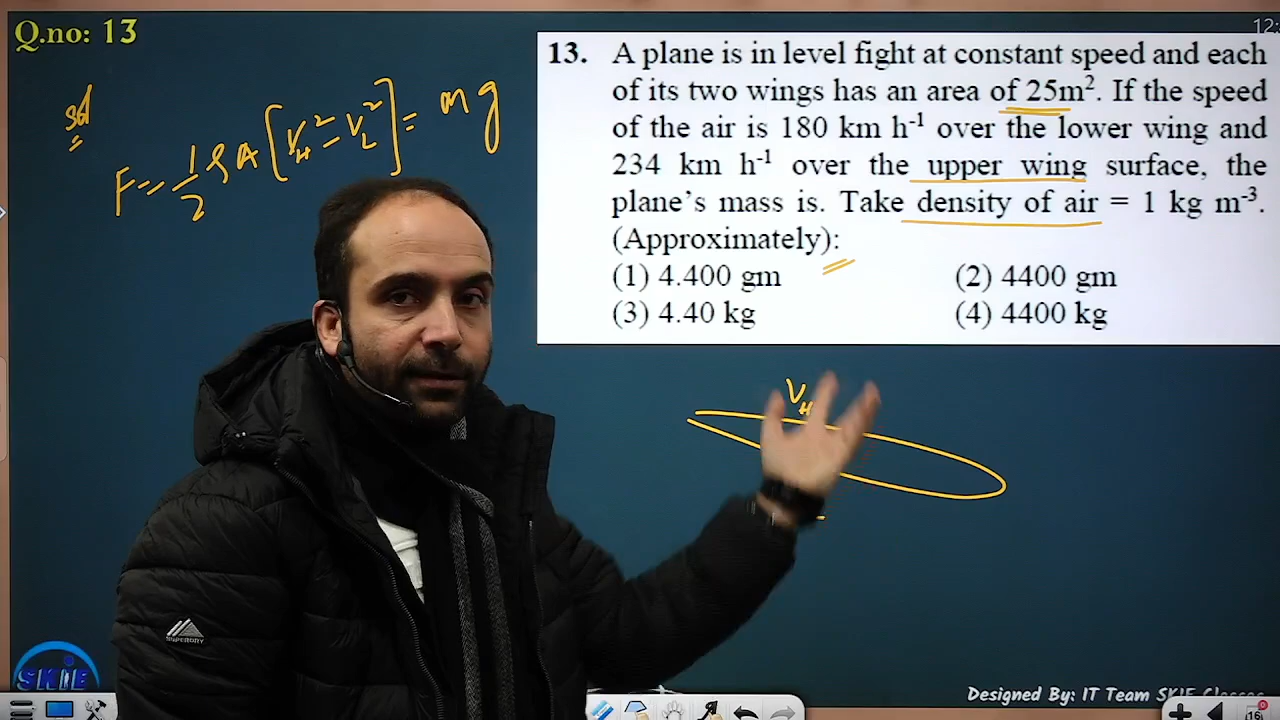 Q.no: 13
12:
sol
F = 1/2 ρA[V_H² - V_L²] = mg
13. A plane is in level fight at constant speed and each
of its two wings has an area of 25m². If the speed
of the air is 180 km h⁻¹ over the lower wing and
234 km h⁻¹ over the upper wing surface, the
plane's mass is. Take density of air = 1 kg m⁻³.
(Approximately):
(1) 4.400 gm (2) 4400 gm
(3) 4.40 kg (4) 4400 kg
V_H
SUPERDRY
SKIE
Designed By: IT Team SKIE Classes